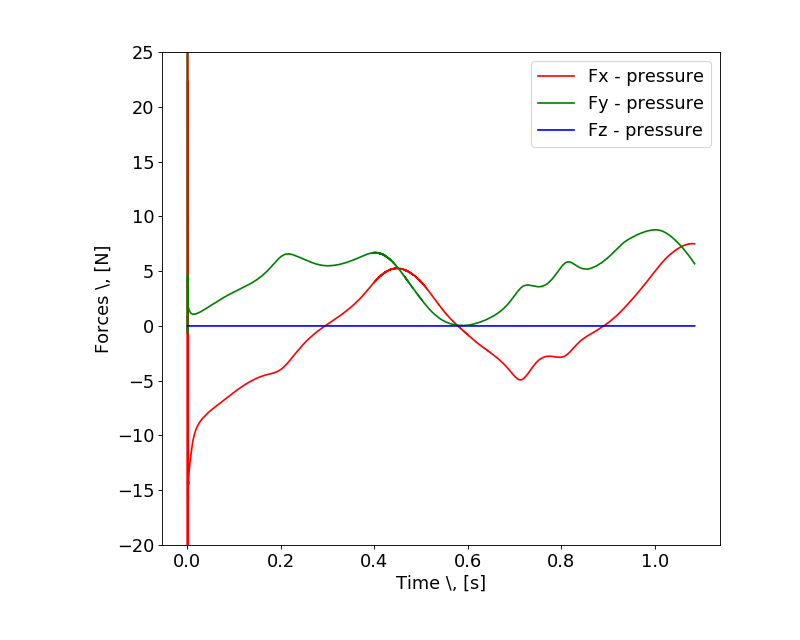 25
20
15
10
5
0
−5
−10
−15
−20
Forces \, [N]
Fx - pressure
Fy - pressure
Fz - pressure
0.0 0.2 0.4 0.6 0.8 1.0
Time \, [s]